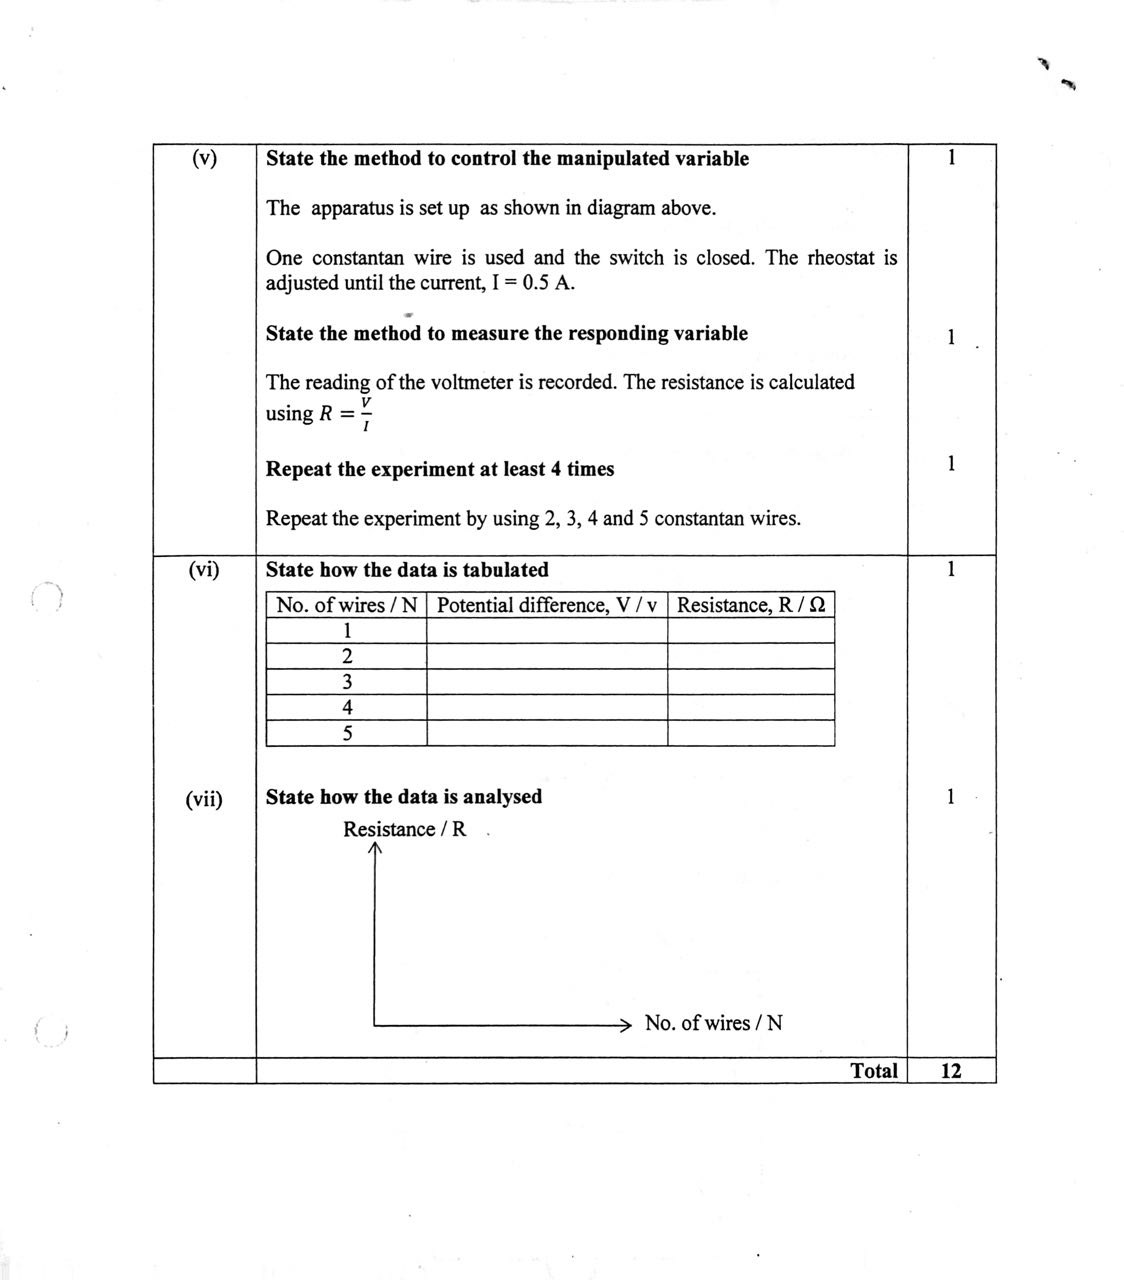 (v) State the method to control the manipulated variable 1
The apparatus is set up as shown in diagram above.
One constantan wire is used and the switch is closed. The rheostat is
adjusted until the current, I = 0.5 A.
State the method to measure the responding variable 1
The reading of the voltmeter is recorded. The resistance is calculated
using R = V/I
Repeat the experiment at least 4 times 1
Repeat the experiment by using 2, 3, 4 and 5 constantan wires.
(vi) State how the data is tabulated 1
No. of wires / N Potential difference, V / v Resistance, R / Ω
1
2
3
4
5
(vii) State how the data is analysed 1
Resistance / R
No. of wires / N
Total 12